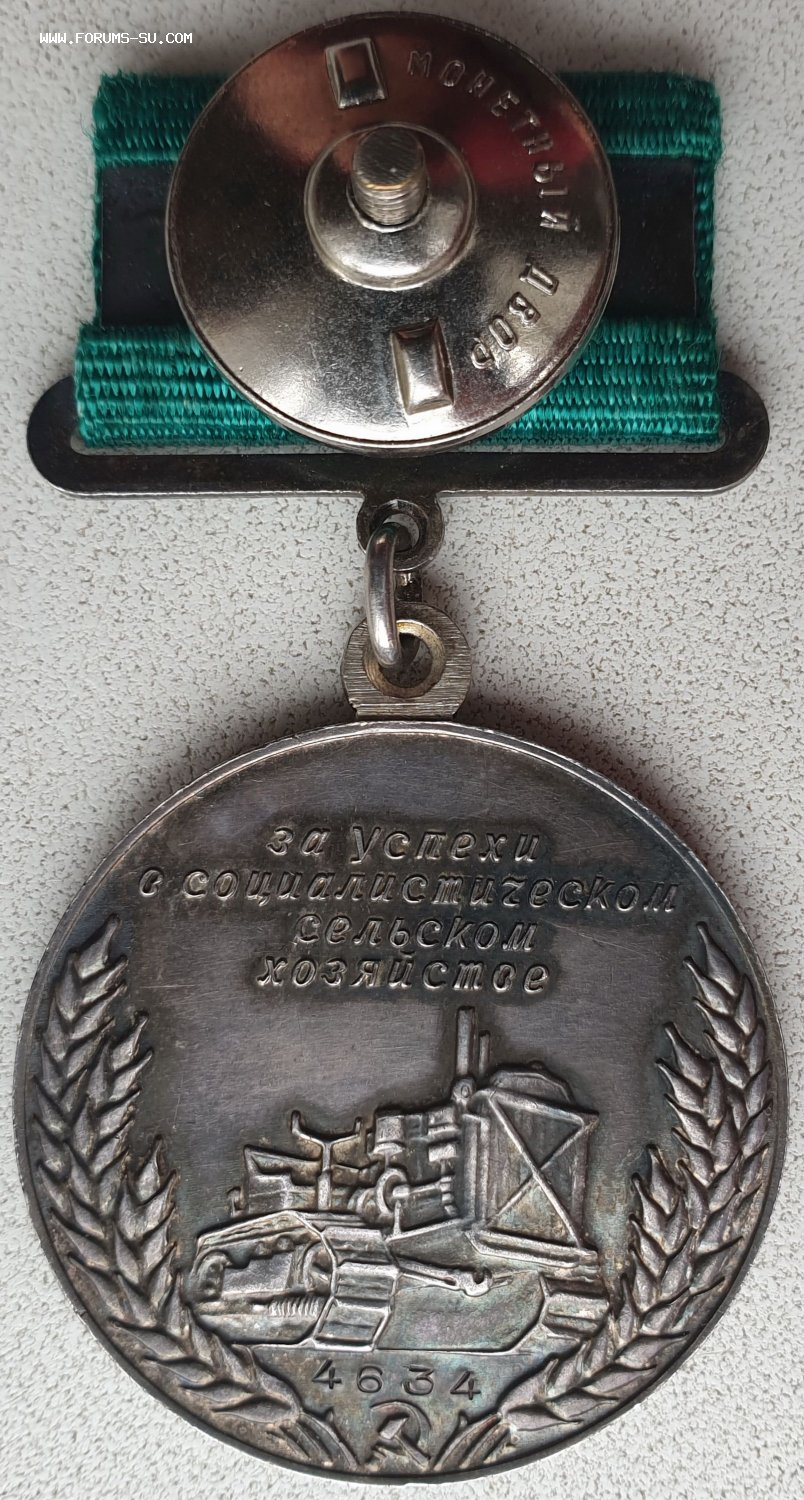 WWW.FORUMS-SU.COM
МОНЕТНЫЙ ДВОР
за успехи
в социалистическом
сельском
хозяйстве
4634